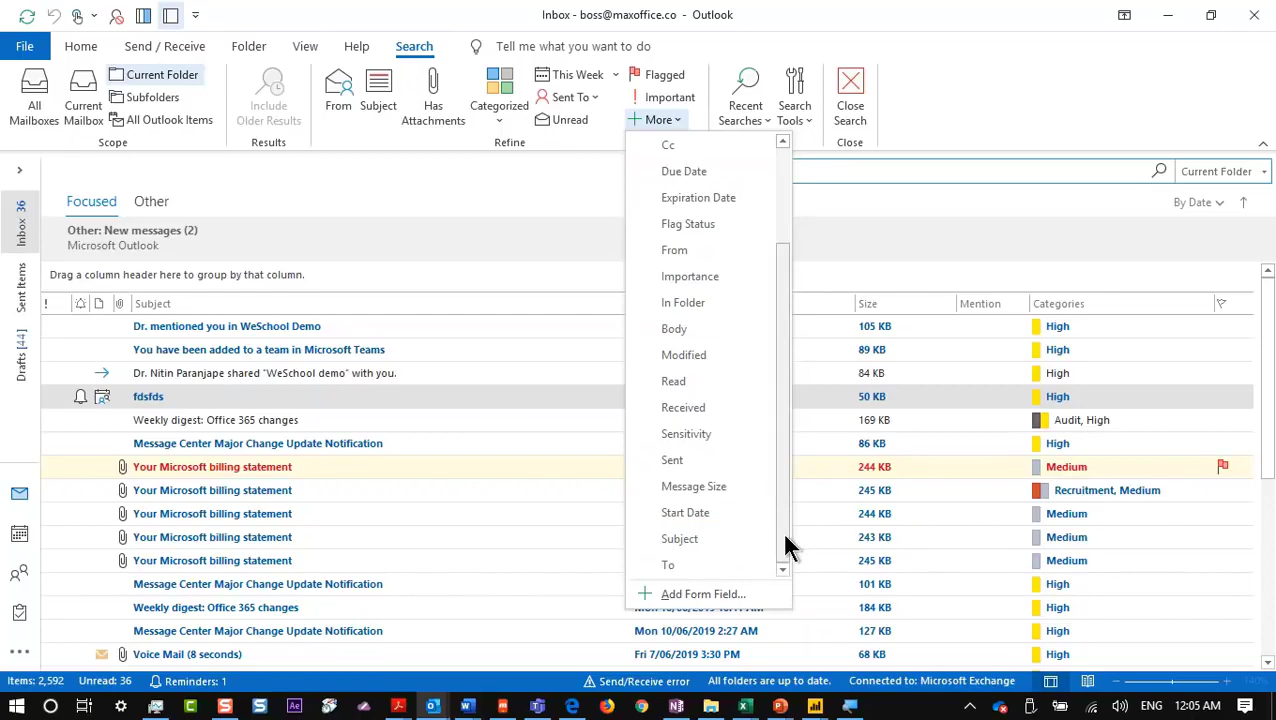 Inbox - boss@maxoffice.co - Outlook
File Home Send / Receive Folder View Help Search Tell me what you want to do
All Mailboxes
Current Mailbox
Current Folder
Subfolders
All Outlook Items
Scope
Include Older Results
Results
From
Subject
Has Attachments
Categorized
This Week
Sent To
Unread
Flagged
Important
More
Refine
Recent Searches
Search Tools
Close Search
Close
Cc
Due Date
Expiration Date
Flag Status
From
Importance
In Folder
Body
Modified
Read
Received
Sensitivity
Sent
Message Size
Start Date
Subject
To
Add Form Field...
Current Folder
Inbox 36
Sent Items
Drafts [44]
Focused Other
By Date
Other: New messages (2)
Microsoft Outlook
Drag a column header here to group by that column.
! Subject Size Mention Categories
Dr. mentioned you in WeSchool Demo 105 KB High
You have been added to a team in Microsoft Teams 89 KB High
Dr. Nitin Paranjape shared "WeSchool demo" with you. 84 KB High
fdsfds 50 KB High
Weekly digest: Office 365 changes 169 KB Audit, High
Message Center Major Change Update Notification 86 KB High
Your Microsoft billing statement 244 KB Medium
Your Microsoft billing statement 245 KB Recruitment, Medium
Your Microsoft billing statement 244 KB Medium
Your Microsoft billing statement 243 KB Medium
Your Microsoft billing statement 245 KB Medium
Message Center Major Change Update Notification 101 KB High
Weekly digest: Office 365 changes 184 KB High
Message Center Major Change Update Notification Mon 10/06/2019 2:27 AM 127 KB High
Voice Mail (8 seconds) Fri 7/06/2019 3:30 PM 68 KB High
Items: 2,592 Unread: 36 Reminders: 1 Send/Receive error All folders are up to date. Connected to: Microsoft Exchange
12:05 AM